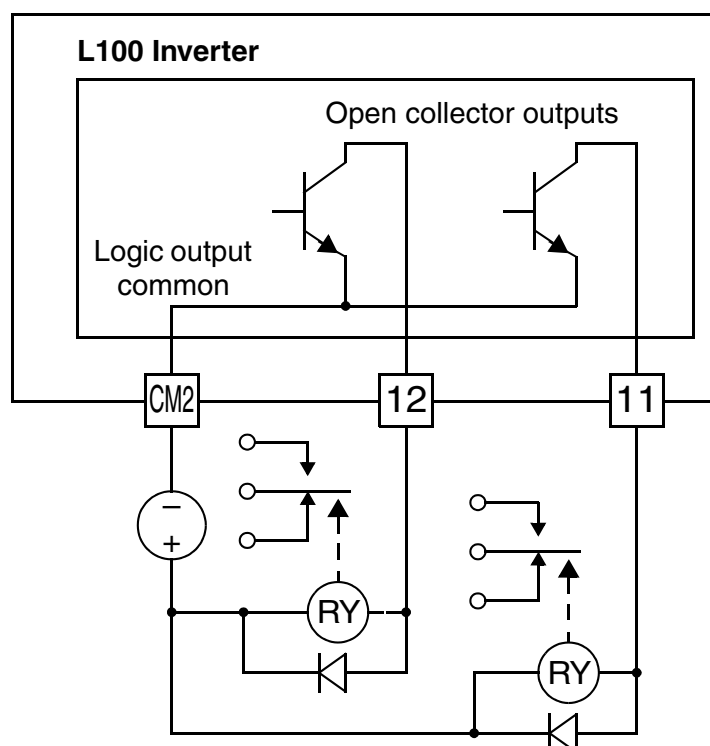 L100 Inverter
Open collector outputs
Logic output
common
CM2
12
11
−
+
RY
RY